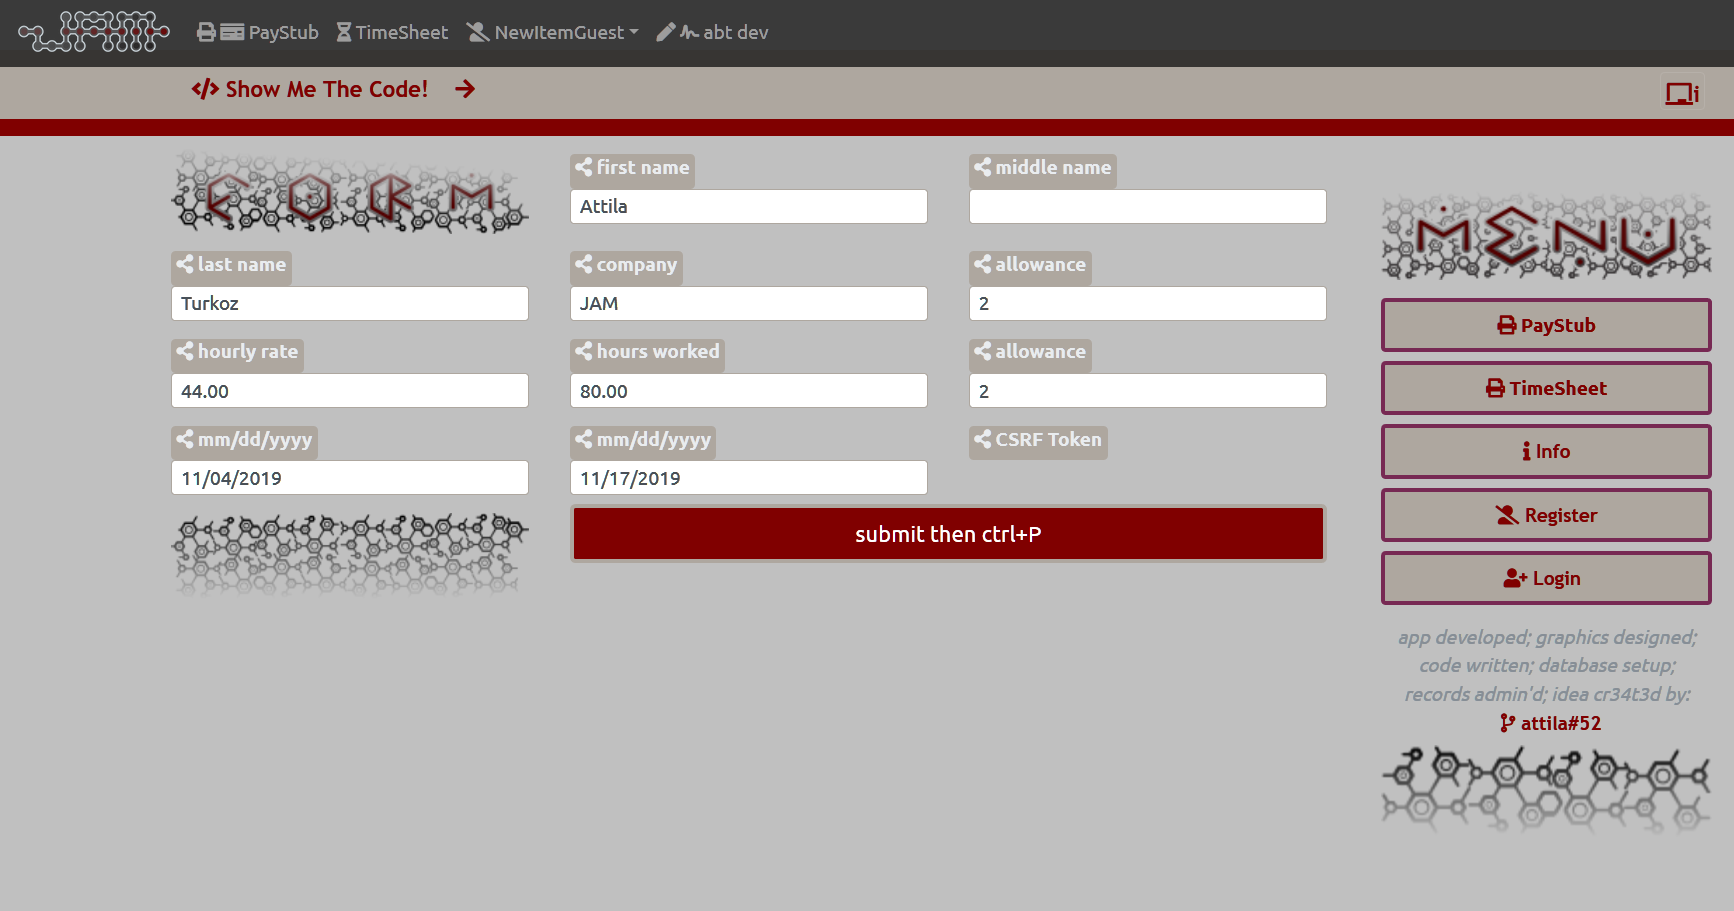 JAM
PayStub TimeSheet NewItemGuest abt dev
Show Me The Code!
FORM
first name
middle name
Attila
MENU
last name
company
allowance
Turkoz
JAM
2
PayStub
hourly rate
hours worked
allowance
44.00
80.00
2
TimeSheet
mm/dd/yyyy
mm/dd/yyyy
CSRF Token
Info
11/04/2019
11/17/2019
submit then ctrl+P
Register
Login
app developed; graphics designed;
code written; database setup;
records admin'd; idea cr34t3d by:
attila#52